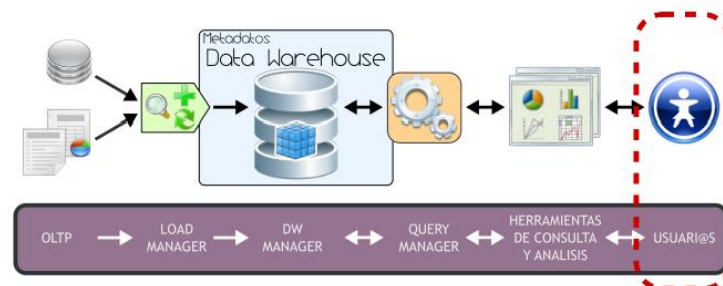 Metadatos
Data Warehouse
OLTP
LOAD
MANAGER
DW
MANAGER
QUERY
MANAGER
HERRAMIENTAS
DE CONSULTA
Y ANALISIS
USUARI@S